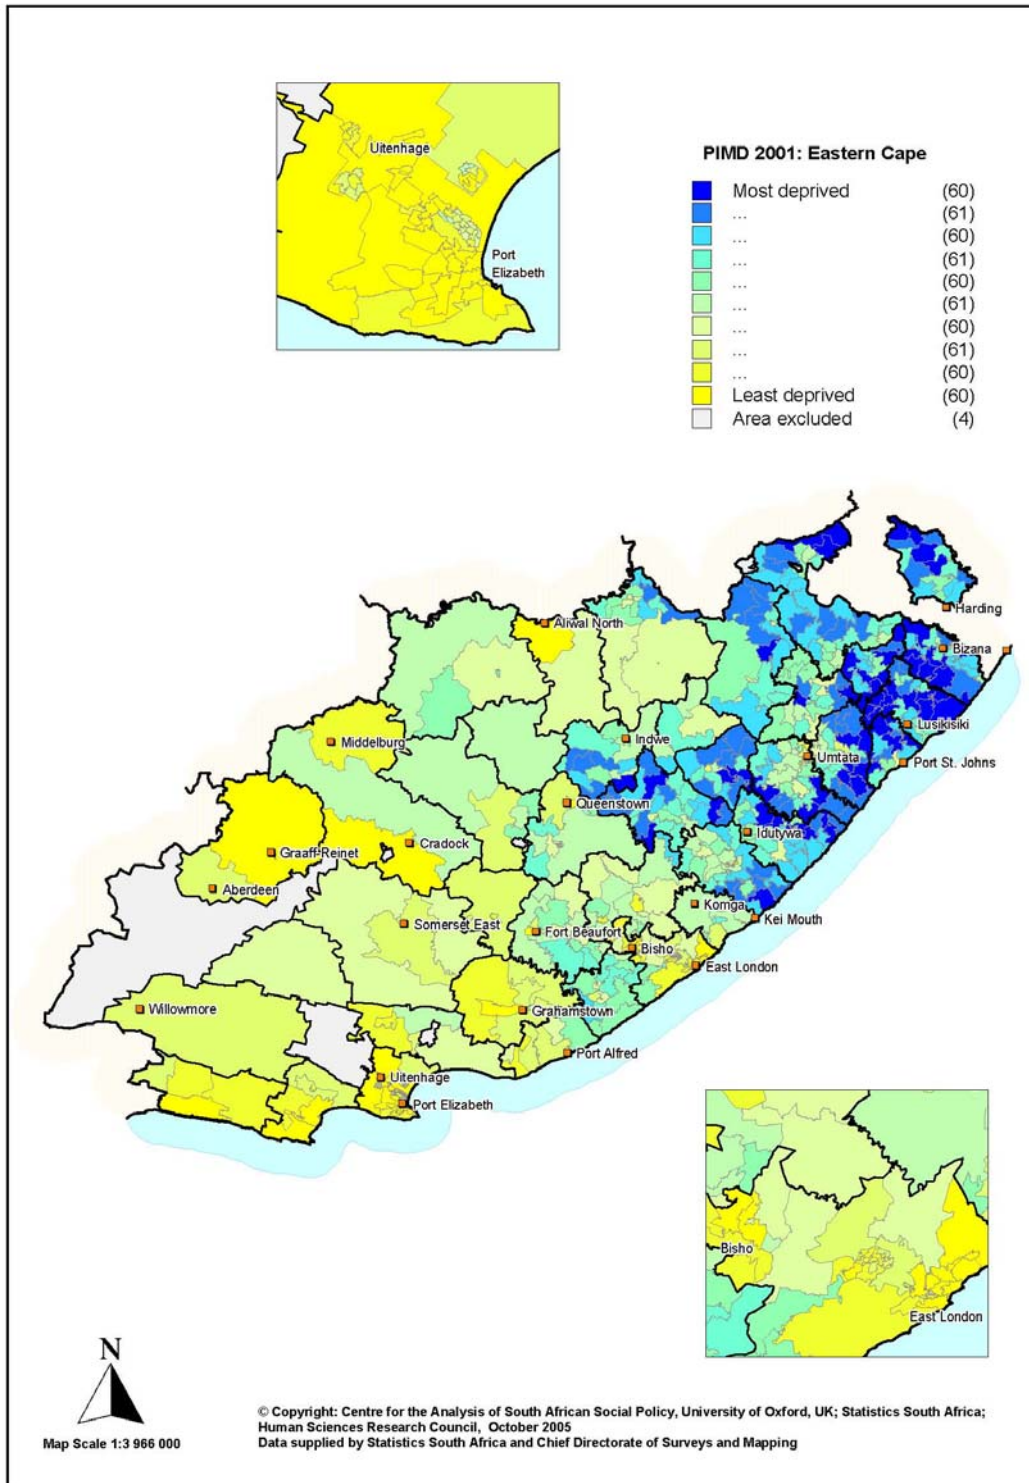 Uitenhage
Port
Elizabeth
PIMD 2001: Eastern Cape
Most deprived (60)
... (61)
... (60)
... (61)
... (60)
... (61)
... (60)
... (61)
... (60)
Least deprived (60)
Area excluded (4)
Harding
Aliwal North
Bizana
Lusikisiki
Middelburg
Indwe
Umtata
Port St. Johns
Queenstown
Idutywa
Cradock
Graaff-Reinet
Aberdeen
Komga
Kei Mouth
Somerset East
Fort Beaufort
Bisho
East London
Willowmore
Grahamstown
Port Alfred
Uitenhage
Port Elizabeth
Bisho
East London
N
Map Scale 1:3 966 000
© Copyright: Centre for the Analysis of South African Social Policy, University of Oxford, UK; Statistics South Africa;
Human Sciences Research Council, October 2005
Data supplied by Statistics South Africa and Chief Directorate of Surveys and Mapping